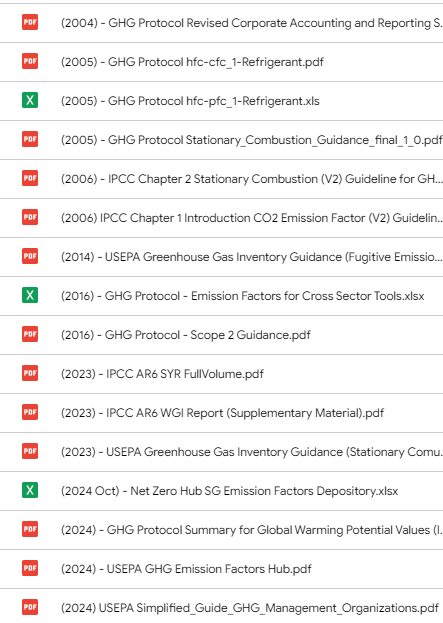 PDF (2004) - GHG Protocol Revised Corporate Accounting and Reporting S.
PDF (2005) - GHG Protocol hfc-cfc_1-Refrigerant.pdf
X (2005) - GHG Protocol hfc-pfc_1-Refrigerant.xls
PDF (2005) - GHG Protocol Stationary_Combustion_Guidance_final_1_0.pdf
PDF (2006) - IPCC Chapter 2 Stationary Combustion (V2) Guideline for GH...
PDF (2006) IPCC Chapter 1 Introduction CO2 Emission Factor (V2) Guidelin..
PDF (2014) - USEPA Greenhouse Gas Inventory Guidance (Fugitive Emissio...
X (2016) - GHG Protocol - Emission Factors for Cross Sector Tools.xlsx
PDF (2016) - GHG Protocol - Scope 2 Guidance.pdf
PDF (2023) - IPCC AR6 SYR FullVolume.pdf
PDF (2023) - IPCC AR6 WGI Report (Supplementary Material).pdf
PDF (2023) - USEPA Greenhouse Gas Inventory Guidance (Stationary Comu.
X (2024 Oct) - Net Zero Hub SG Emission Factors Depository.xlsx
PDF (2024) - GHG Protocol Summary for Global Warming Potential Values (I.
PDF (2024) - USEPA GHG Emission Factors Hub.pdf
PDF (2024) USEPA Simplified_Guide_GHG_Management_Organizations.pdf